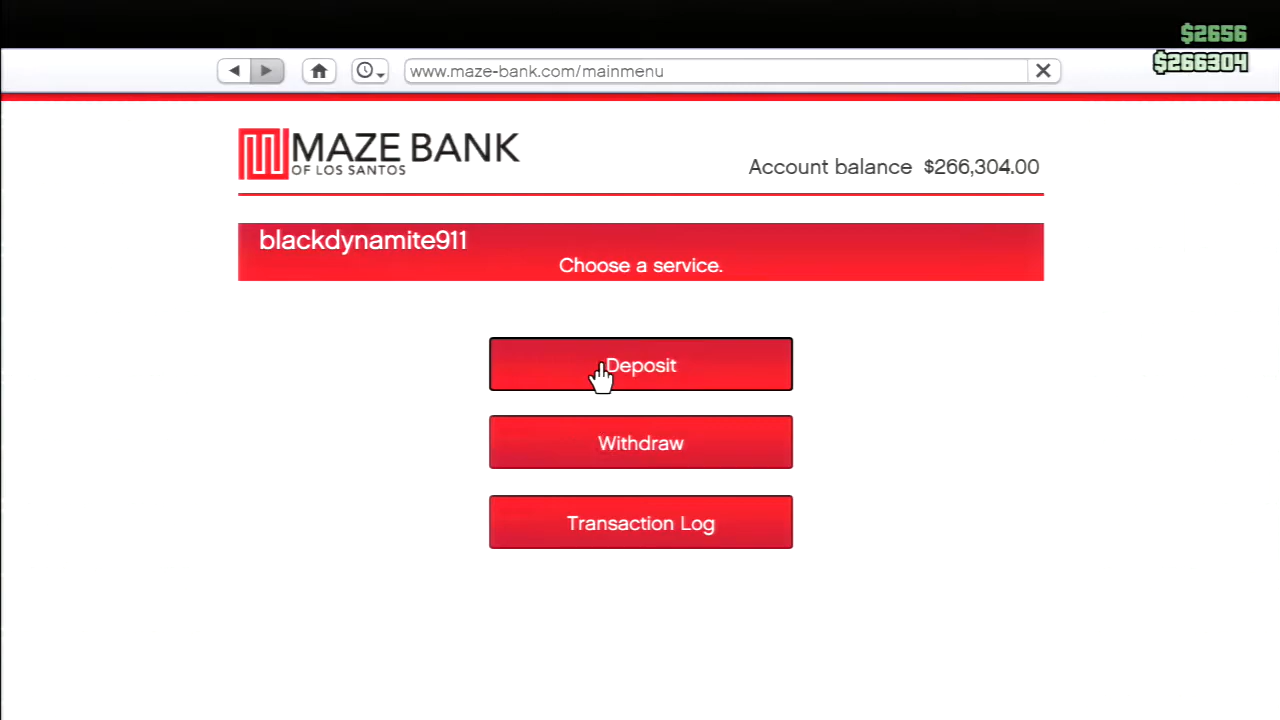 $2656
$266304
www.maze-bank.com/mainmenu
MAZE BANK
OF LOS SANTOS
Account balance $266,304.00
blackdynamite911
Choose a service.
Deposit
Withdraw
Transaction Log